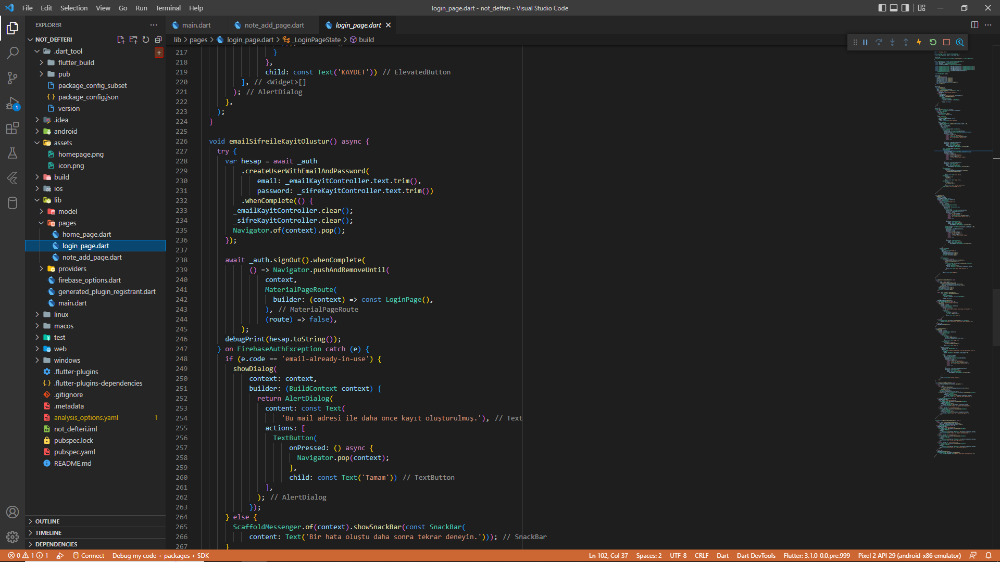 File Edit Selection View Go Run Terminal Help
login_page.dart - not_defteri - Visual Studio Code
EXPLORER
NOT_DEFTERI
.dart_tool
flutter_build
pub
package_config_subset
package_config.json
version
.idea
android
assets
homepage.png
icon.png
build
ios
lib
model
pages
home_page.dart
login_page.dart
note_add_page.dart
providers
firebase_options.dart
generated_plugin_registrant.dart
main.dart
linux
macos
test
web
windows
.flutter-plugins
.flutter-plugins-dependencies
.gitignore
.metadata
analysis_options.yaml 1
not_defteri.iml
pubspec.lock
pubspec.yaml
README.md
OUTLINE
TIMELINE
DEPENDENCIES
main.dart note_add_page.dart login_page.dart
lib > pages > login_page.dart > _LoginPageState > build
217 }
218 },
219 child: const Text('KAYDET')) // ElevatedButton
220 ], // <Widget>[]
221 ); // AlertDialog
222 },
223 );
224 }
225
226 void emailSifreileKayitOlustur() async {
227 try {
228 var hesap = await _auth
229 .createUserWithEmailAndPassword(
230 email: _emailKayitController.text.trim(),
231 password: _sifreKayitController.text.trim())
232 .whenComplete(() {
233 _emailKayitController.clear();
234 _sifreKayitController.clear();
235 Navigator.of(context).pop();
236 });
237
238 await _auth.signOut().whenComplete(
239 () => Navigator.pushAndRemoveUntil(
240 context,
241 MaterialPageRoute(
242 builder: (context) => const LoginPage(),
243 ), // MaterialPageRoute
244 (route) => false),
245 );
246 debugPrint(hesap.toString());
247 } on FirebaseAuthException catch (e) {
248 if (e.code == 'email-already-in-use') {
249 showDialog(
250 context: context,
251 builder: (BuildContext context) {
252 return AlertDialog(
253 content: const Text(
254 'Bu mail adresi ile daha önce kayıt oluşturulmuş.'), // Text
255 actions: [
256 TextButton(
257 onPressed: () async {
258 Navigator.pop(context);
259 },
260 child: const Text('Tamam')) // TextButton
261 ],
262 ); // AlertDialog
263 });
264 } else {
265 ScaffoldMessenger.of(context).showSnackBar(const SnackBar(
266 content: Text('Bir hata oluştu daha sonra tekrar deneyin.'))); // SnackBar
267 }
0 1 1 Connect Debug my code + packages + SDK Ln 102, Col 37 Spaces: 2 UTF-8 CRLF Dart Dart DevTools Flutter: 3.1.0-0.0.pre.999 Pixel 2 API 29 (android-x86 emulator)